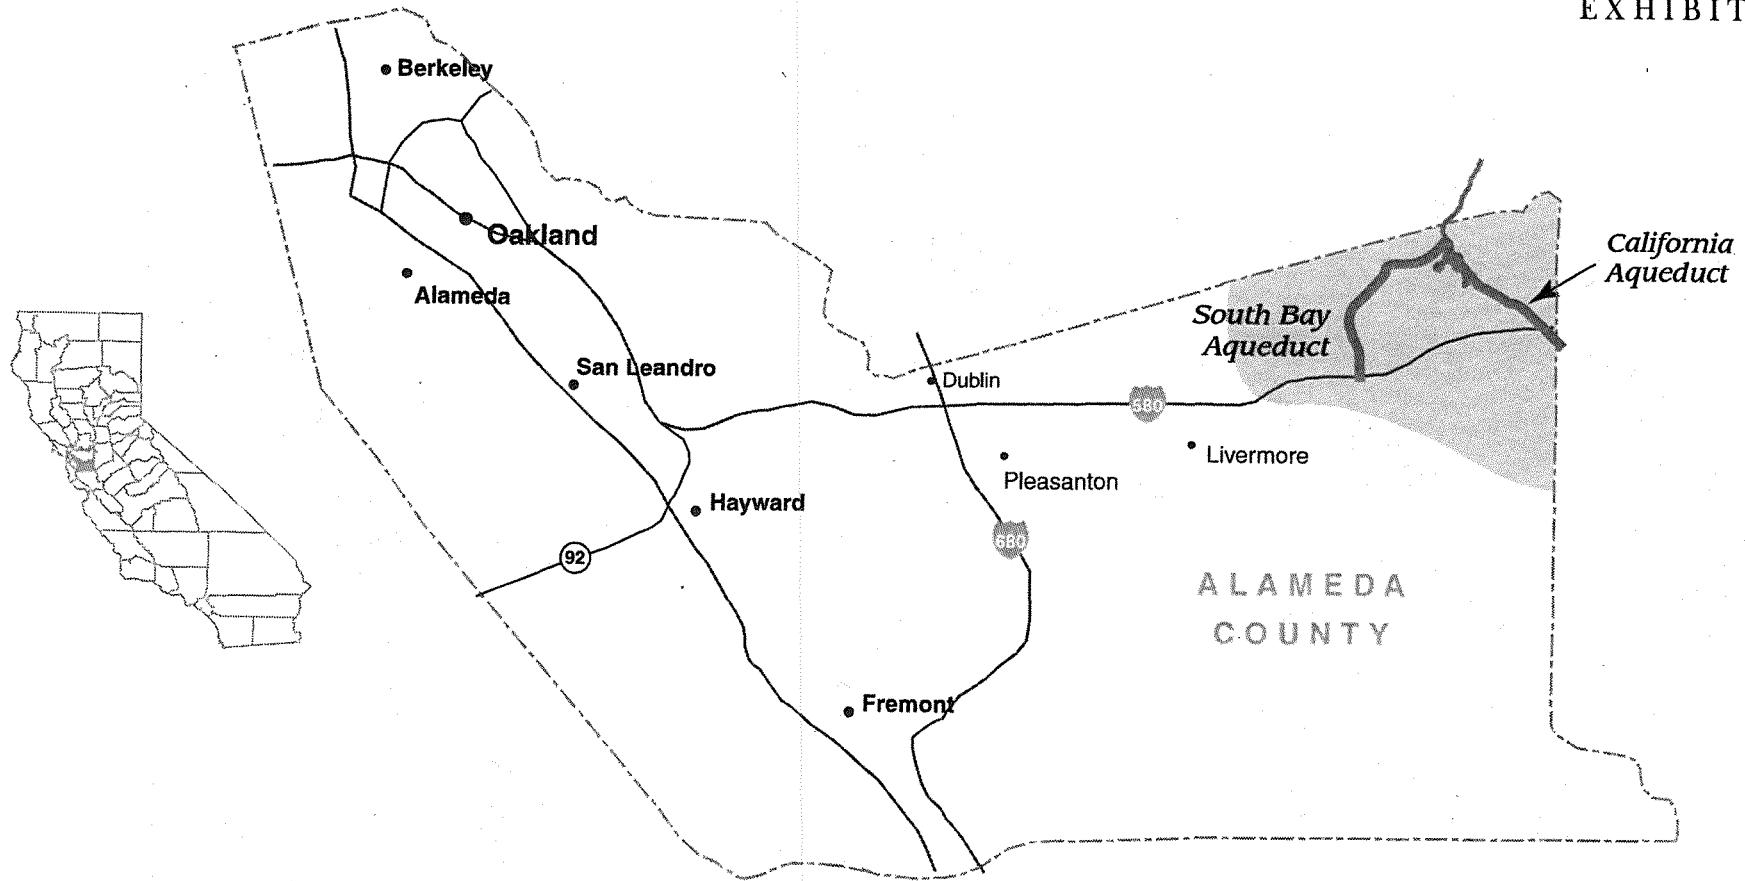 EXHIBIT
Berkeley
Oakland
Alameda
California
Aqueduct
South Bay
Aqueduct
San Leandro
Dublin
580
Livermore
Pleasanton
Hayward
680
92
ALAMEDA
COUNTY
Fremont